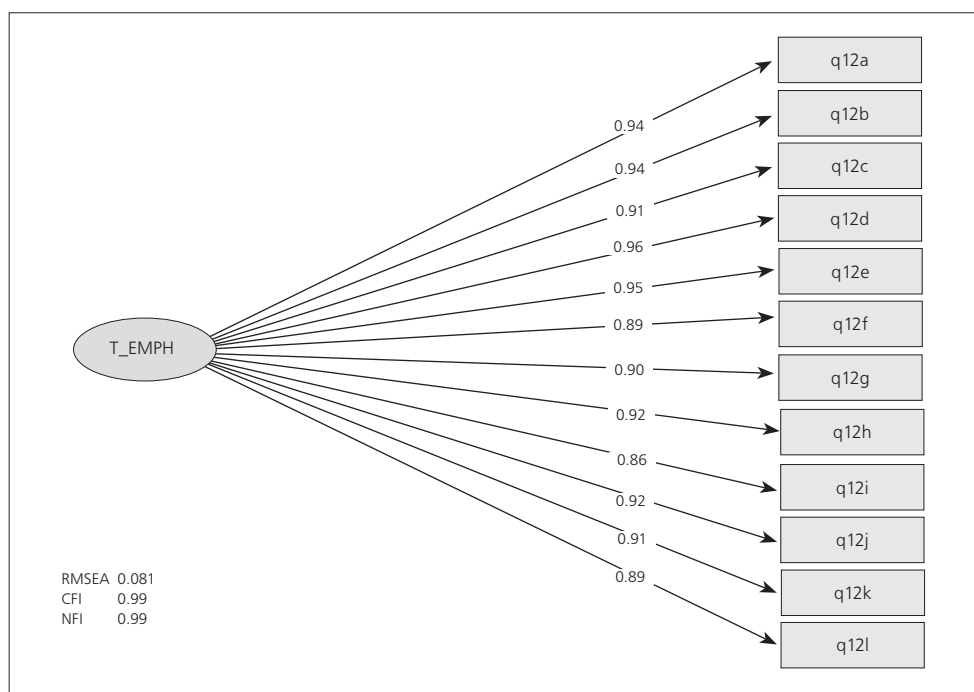 q12a
0.94
q12b
0.94
q12c
0.91
q12d
0.96
q12e
0.95
q12f
0.89
T_EMPH
q12g
0.90
q12h
0.92
q12i
0.86
q12j
0.92
q12k
0.91
q12l
0.89
RMSEA 0.081
CFI 0.99
NFI 0.99